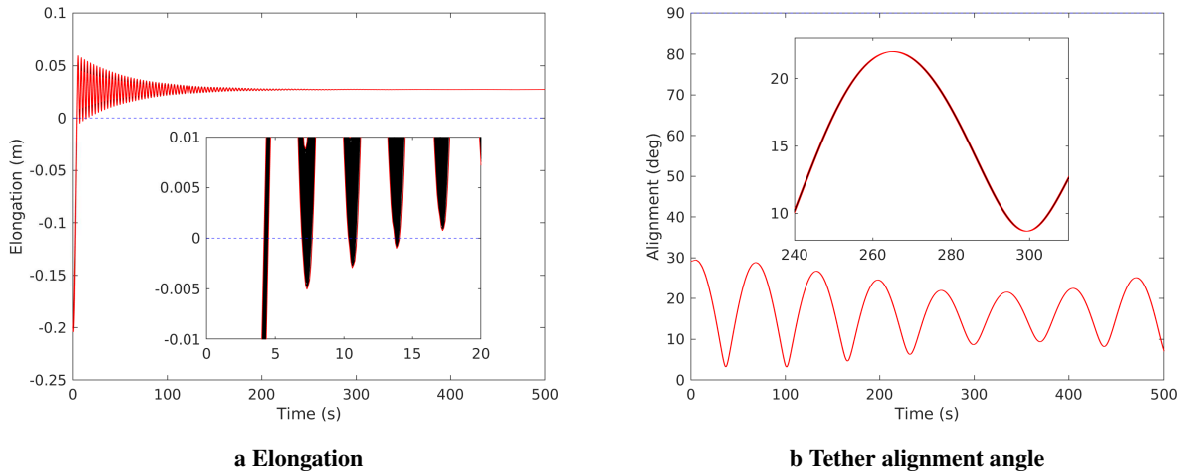 0.1
0.05
0
-0.05
-0.1
-0.15
-0.2
-0.25
Elongation (m)
0.01
0.005
0
-0.005
-0.01
0 5 10 15 20
0 100 200 300 400 500
Time (s)
a Elongation
90
80
70
60
50
40
30
20
10
0
Alignment (deg)
20
15
10
240 260 280 300
0 100 200 300 400 500
Time (s)
b Tether alignment angle